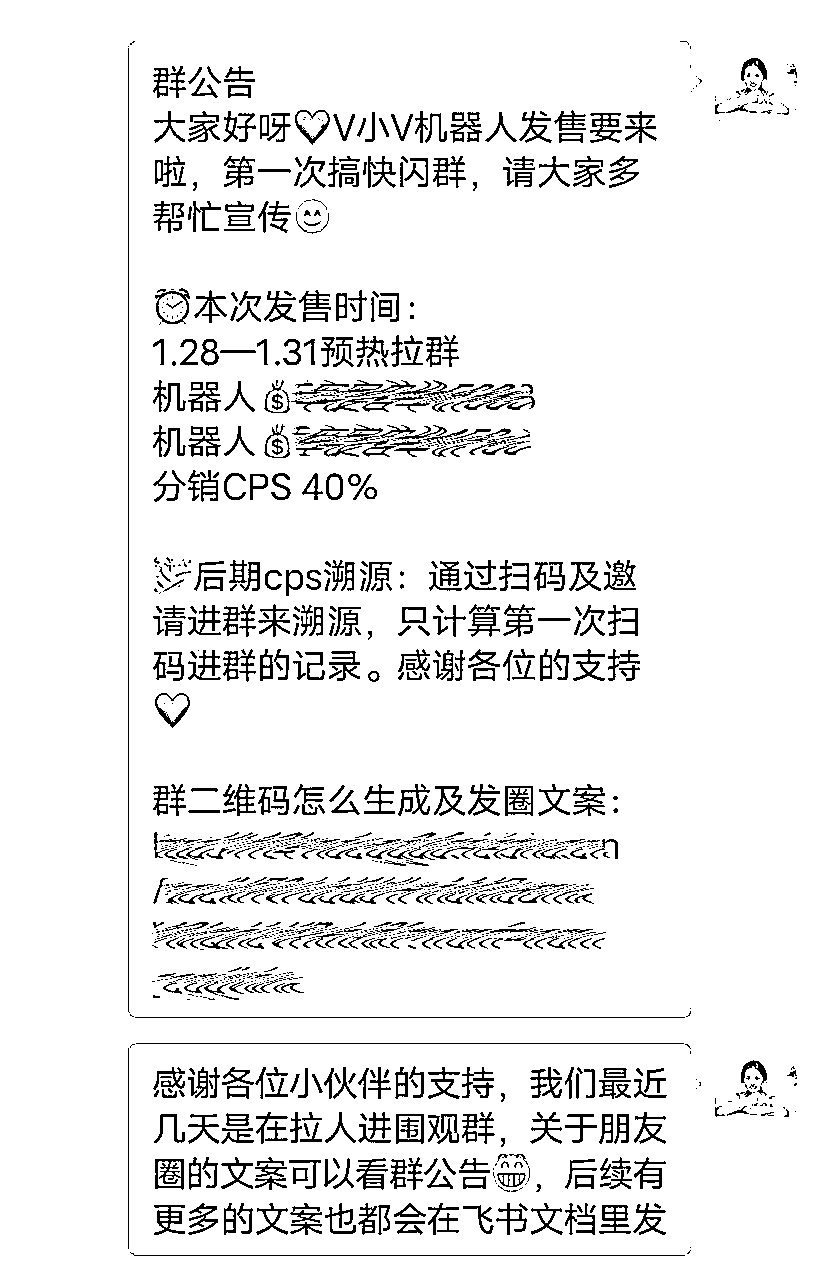 群公告
大家好呀♡V小V机器人发售要来
啦，第一次搞快闪群，请大家多
帮忙宣传😊
⏰本次发售时间：
1.28—1.31预热拉群
机器人💰
机器人💰
分销CPS 40%
🎉后期cps溯源：通过扫码及邀
请进群来溯源，只计算第一次扫
码进群的记录。感谢各位的支持
♡
群二维码怎么生成及发圈文案：
感谢各位小伙伴的支持，我们最近
几天是在拉人进围观群，关于朋友
圈的文案可以看群公告😁，后续有
更多的文案也都会在飞书文档里发